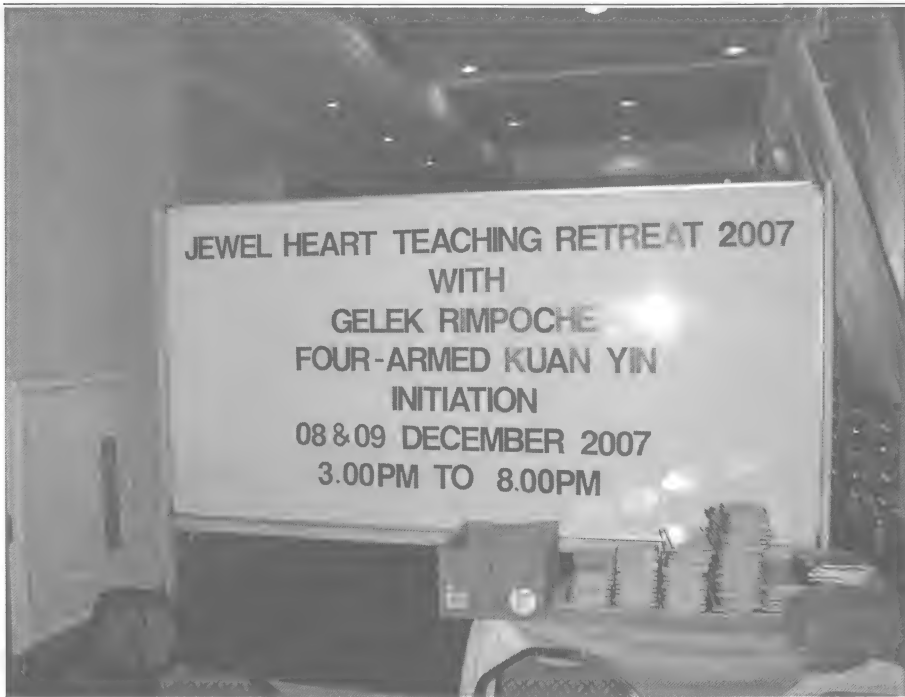 JEWEL HEART TEACHING RETREAT 2007
WITH
GELEK RIMPOCHE
FOUR-ARMED KUAN YIN
INITIATION
08 & 09 DECEMBER 2007
3.00PM TO 8.00PM